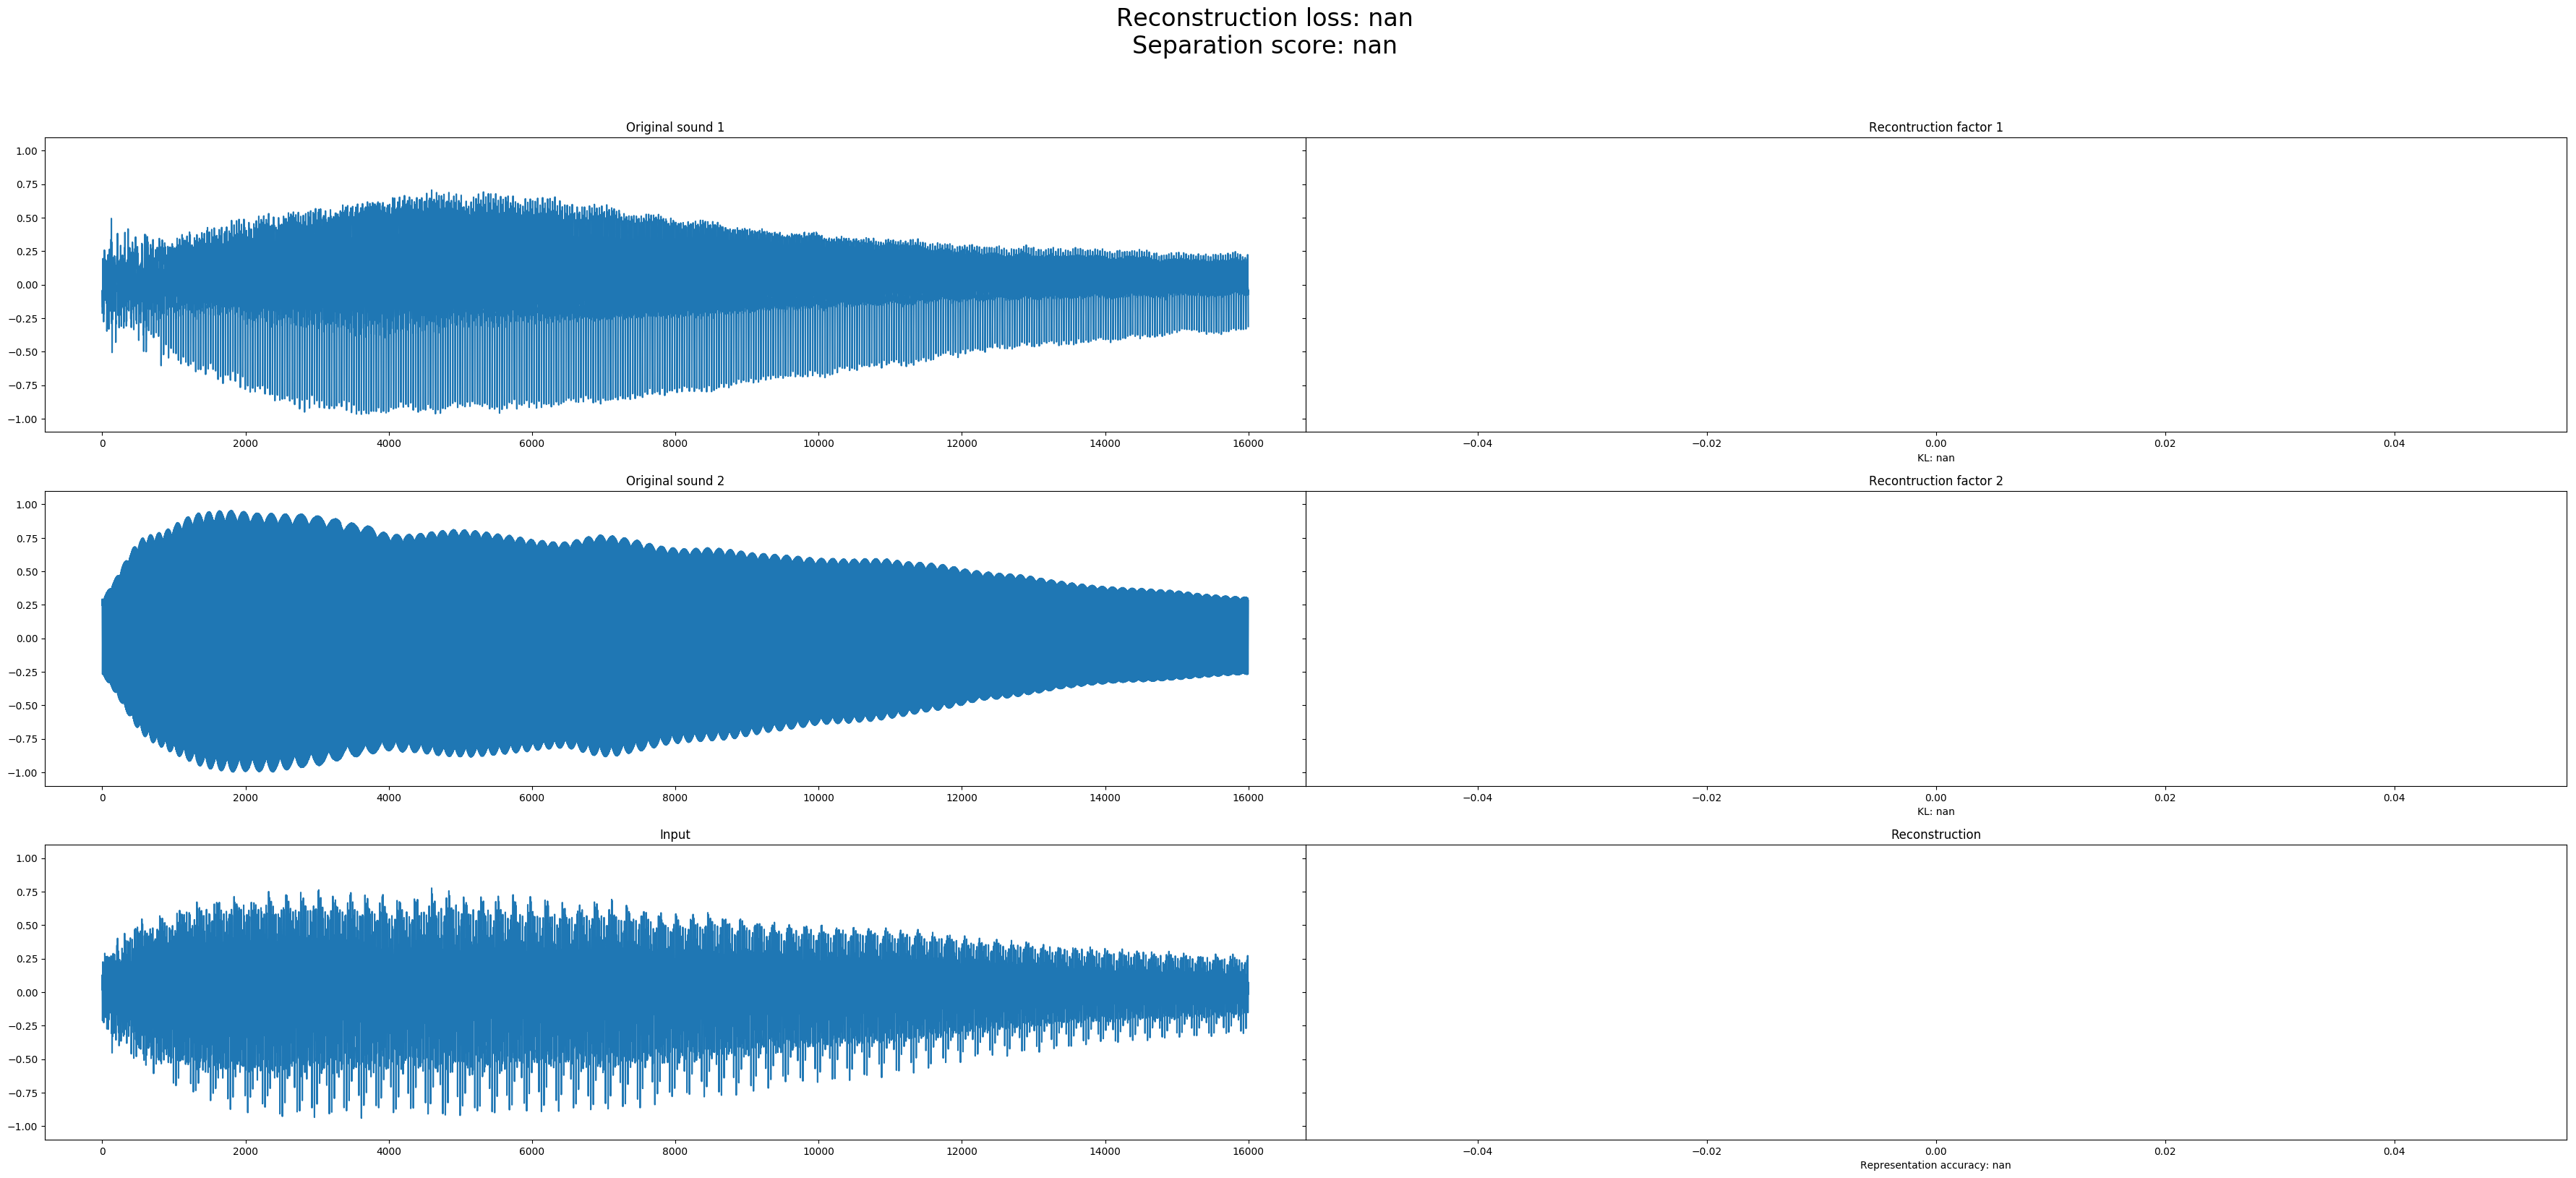 Reconstruction loss: nan
Separation score: nan
Original sound 1
Recontruction factor 1
1.00
0.75
0.50
0.25
0.00
−0.25
−0.50
−0.75
−1.00
0 2000 4000 6000 8000 10000 12000 14000 16000
−0.04 −0.02 0.00 0.02 0.04
KL: nan
Original sound 2
Recontruction factor 2
1.00
0.75
0.50
0.25
0.00
−0.25
−0.50
−0.75
−1.00
0 2000 4000 6000 8000 10000 12000 14000 16000
−0.04 −0.02 0.00 0.02 0.04
KL: nan
Input
Reconstruction
1.00
0.75
0.50
0.25
0.00
−0.25
−0.50
−0.75
−1.00
0 2000 4000 6000 8000 10000 12000 14000 16000
−0.04 −0.02 0.00 0.02 0.04
Representation accuracy: nan